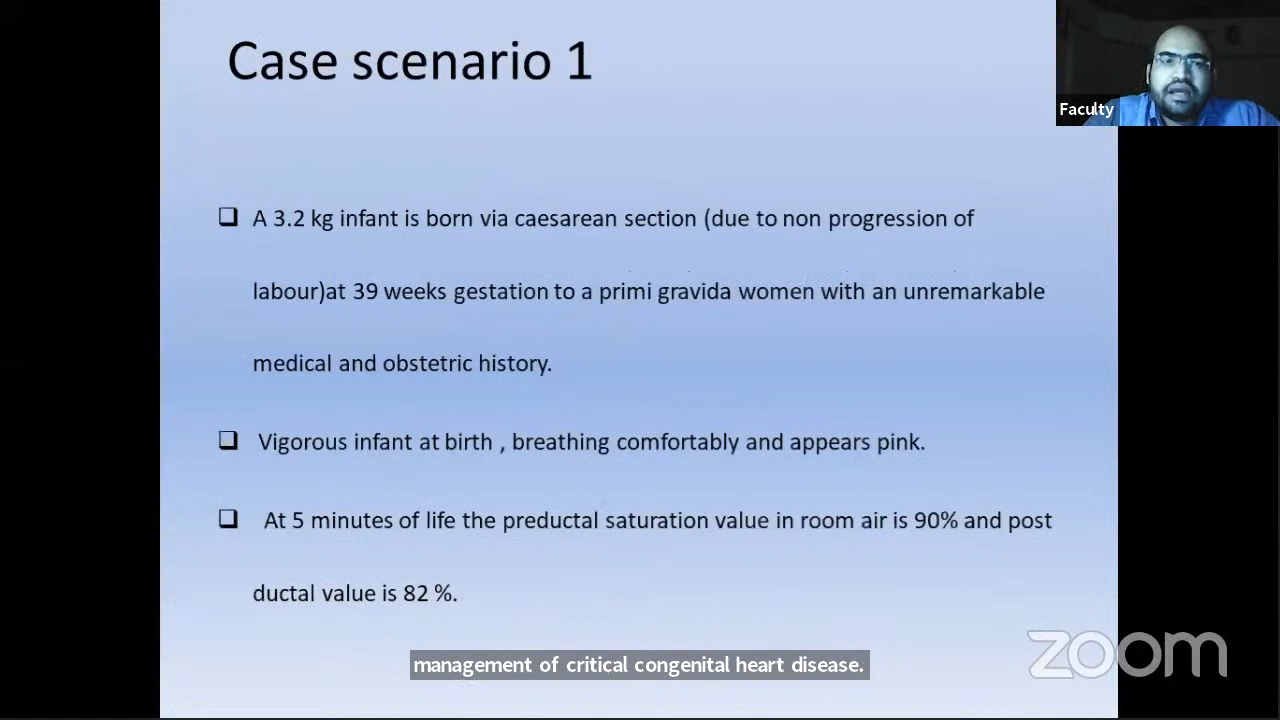 Case scenario 1
Faculty
A 3.2 kg infant is born via caesarean section (due to non progression of
labour)at 39 weeks gestation to a primi gravida women with an unremarkable
medical and obstetric history.
Vigorous infant at birth , breathing comfortably and appears pink.
At 5 minutes of life the preductal saturation value in room air is 90% and post
ductal value is 82 %.
management of critical congenital heart disease.
zoom